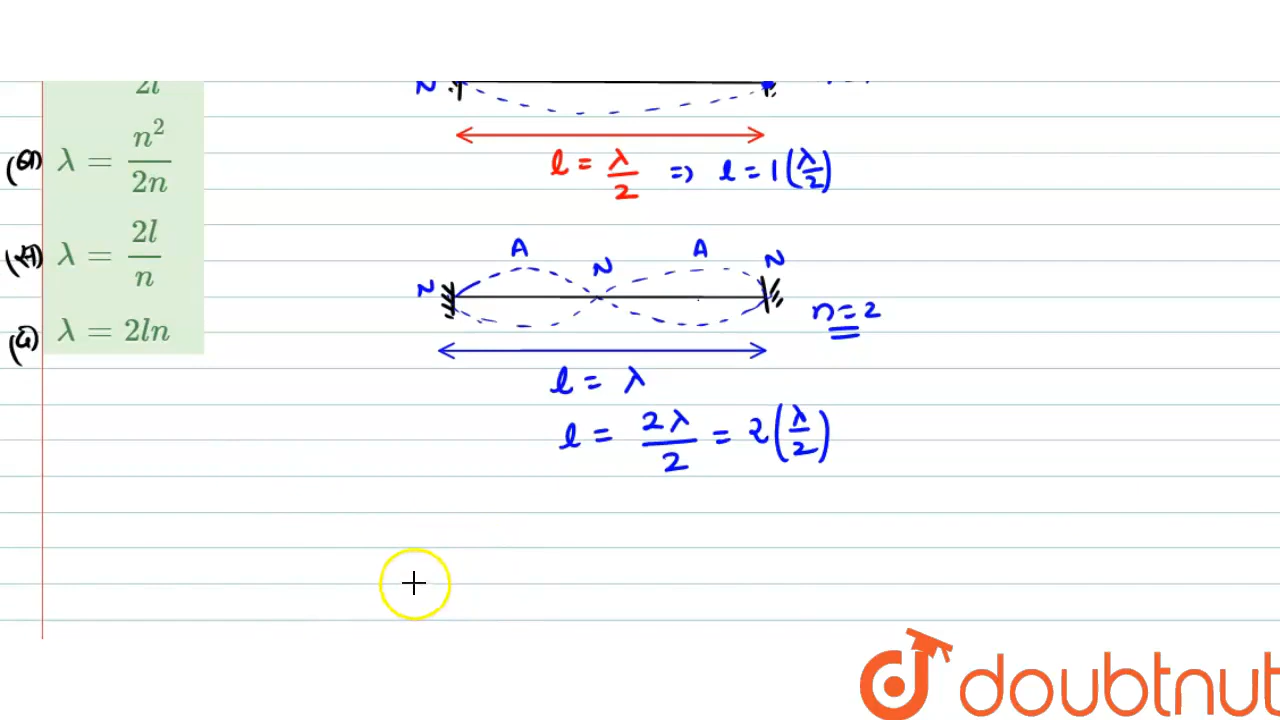 2l
N
l = λ/2 ⇒ l = 1(λ/2)
λ = n²/2n
A
A
N
N
N
λ = 2l/n
n = 2
λ = 2ln
l = λ
l = 2λ/2 = 2(λ/2)
doubtnut